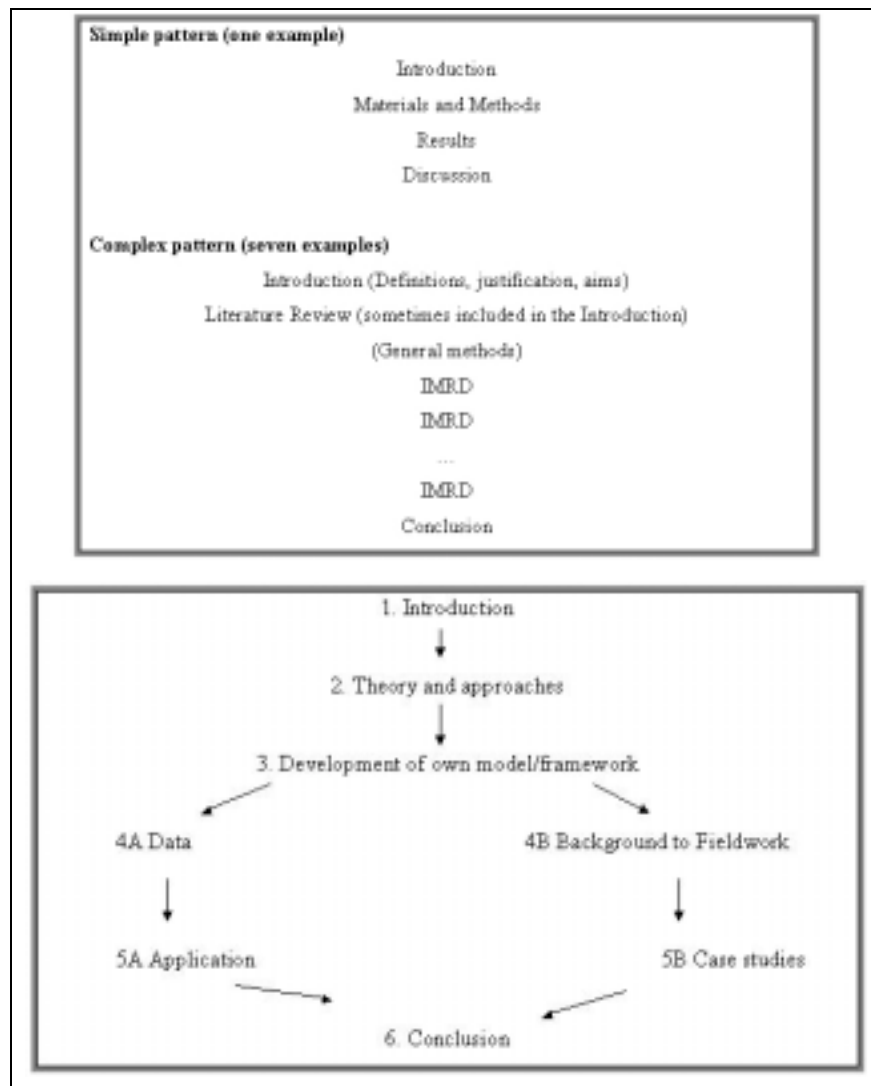 Simple pattern (one example)
Introduction
Materials and Methods
Results
Discussion
Complex pattern (seven examples)
Introduction (Definitions, justification, aims)
Literature Review (sometimes included in the Introduction)
(General methods)
IMRD
IMRD
...
IMRD
Conclusion
1. Introduction
2. Theory and approaches
3. Development of own model/framework
4A Data
4B Background to Fieldwork
5A Application
5B Case studies
6. Conclusion